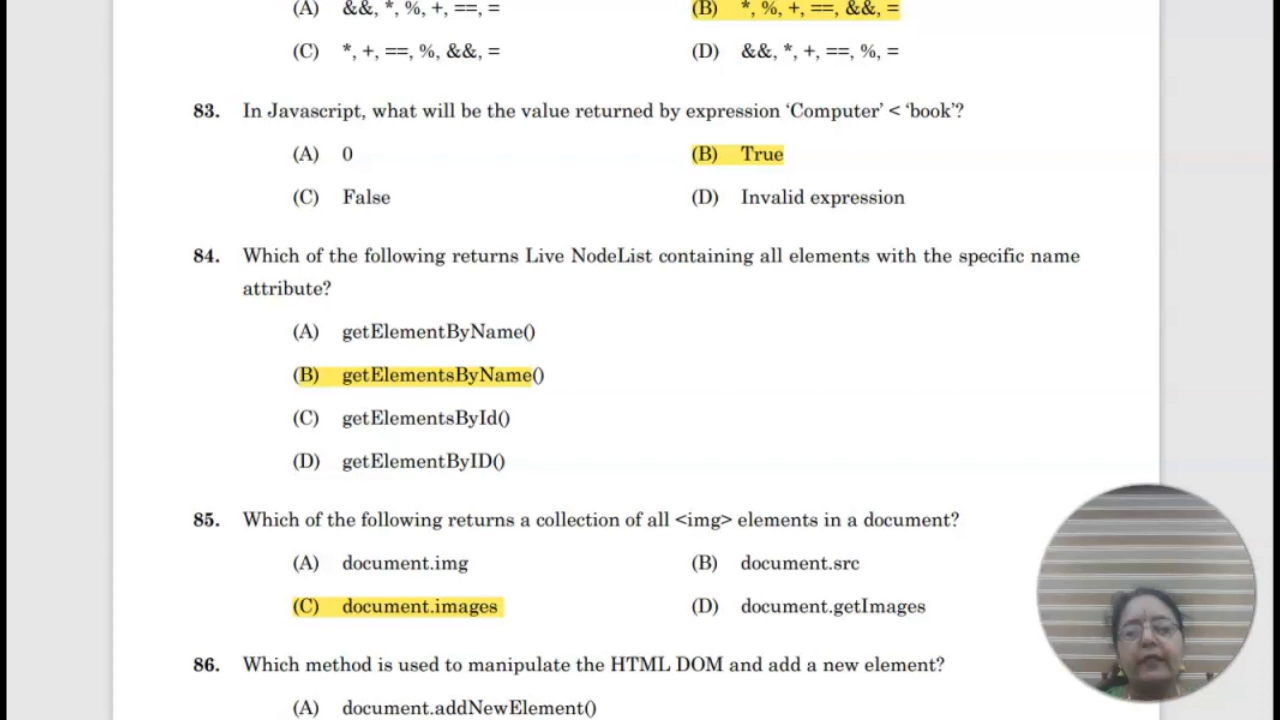 (A) &&, *, %, +, ==, =
(B) *, %, +, ==, &&, =
(C) *, +, ==, %, &&, =
(D) &&, *, +, ==, %, =
83. In Javascript, what will be the value returned by expression ‘Computer’ < ‘book’?
(A) 0
(B) True
(C) False
(D) Invalid expression
84. Which of the following returns Live NodeList containing all elements with the specific name
attribute?
(A) getElementByName()
(B) getElementsByName()
(C) getElementsById()
(D) getElementByID()
85. Which of the following returns a collection of all <img> elements in a document?
(A) document.img
(B) document.src
(C) document.images
(D) document.getImages
86. Which method is used to manipulate the HTML DOM and add a new element?
(A) document.addNewElement()